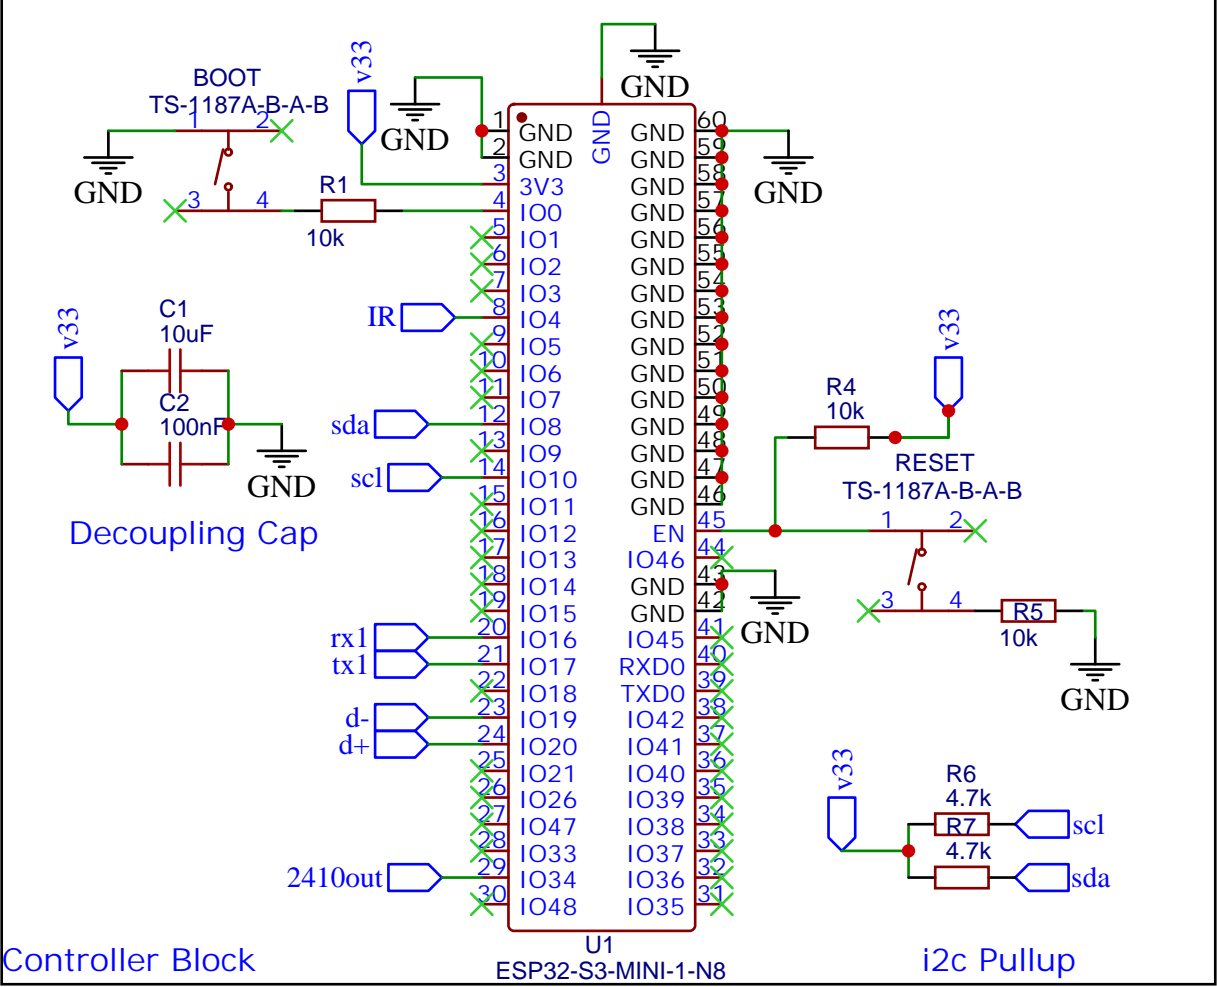 GND
v33
BOOT
TS-1187A-B-A-B
1
2
GND
3
4
R1
10k
GND
GND
1 GND
2 GND
3 3V3
4 IO0
5 IO1
6 IO2
7 IO3
IR 8 IO4
9 IO5
10 IO6
11 IO7
sda 12 IO8
13 IO9
scl 14 IO10
15 IO11
16 IO12
17 IO13
18 IO14
19 IO15
rx1 20 IO16
tx1 21 IO17
22 IO18
d- 23 IO19
d+ 24 IO20
25 IO21
26 IO26
27 IO47
28 IO33
2410out 29 IO34
30 IO48
GND 60
GND 59
GND 58
GND 57
GND 56
GND 55
GND 54
GND 53
GND 52
GND 51
GND 50
GND 49
GND 48
GND 47
GND 46
EN 45
IO46 44
GND 43
GND 42
IO45 41
RXD0 40
TXD0 39
IO42 38
IO41 37
IO40 36
IO39 35
IO38 34
IO37 33
IO36 32
IO35 31
U1
ESP32-S3-MINI-1-N8
GND
GND
v33
C1
10uF
C2
100nF
GND
Decoupling Cap
v33
R4
10k
RESET
TS-1187A-B-A-B
1
2
3
4
R5
10k
GND
v33
R6
4.7k
scl
R7
4.7k
sda
Controller Block
i2c Pullup